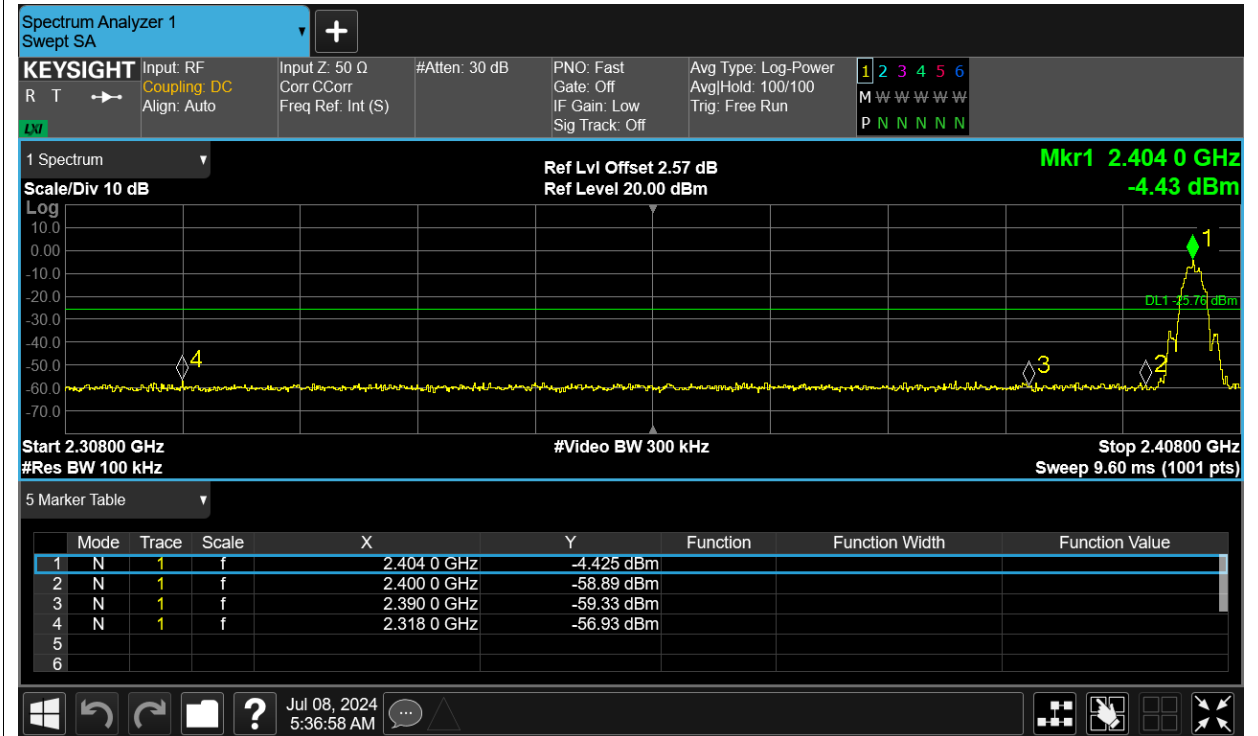 Spectrum Analyzer 1
Swept SA
+
KEYSIGHT Input: RF Input Z: 50 Ω #Atten: 30 dB PNO: Fast Avg Type: Log-Power 1 2 3 4 5 6
R T Coupling: DC Corr CCorr Gate: Off Avg|Hold: 100/100 M W W W W W
Align: Auto Freq Ref: Int (S) IF Gain: Low Trig: Free Run
LXI Sig Track: Off P N N N N N
1 Spectrum Ref Lvl Offset 2.57 dB Mkr1 2.404 0 GHz
Scale/Div 10 dB Ref Level 20.00 dBm -4.43 dBm
Log
10.0
1
0.00
-10.0
-20.0
DL1 -25.76 dBm
-30.0
-40.0
4 3 2
-50.0
-60.0
-70.0
Start 2.30800 GHz #Video BW 300 kHz Stop 2.40800 GHz
#Res BW 100 kHz Sweep 9.60 ms (1001 pts)
5 Marker Table
Mode Trace Scale X Y Function Function Width Function Value
1 N 1 f 2.404 0 GHz -4.425 dBm
2 N 1 f 2.400 0 GHz -58.89 dBm
3 N 1 f 2.390 0 GHz -59.33 dBm
4 N 1 f 2.318 0 GHz -56.93 dBm
5
6
? Jul 08, 2024
5:36:58 AM